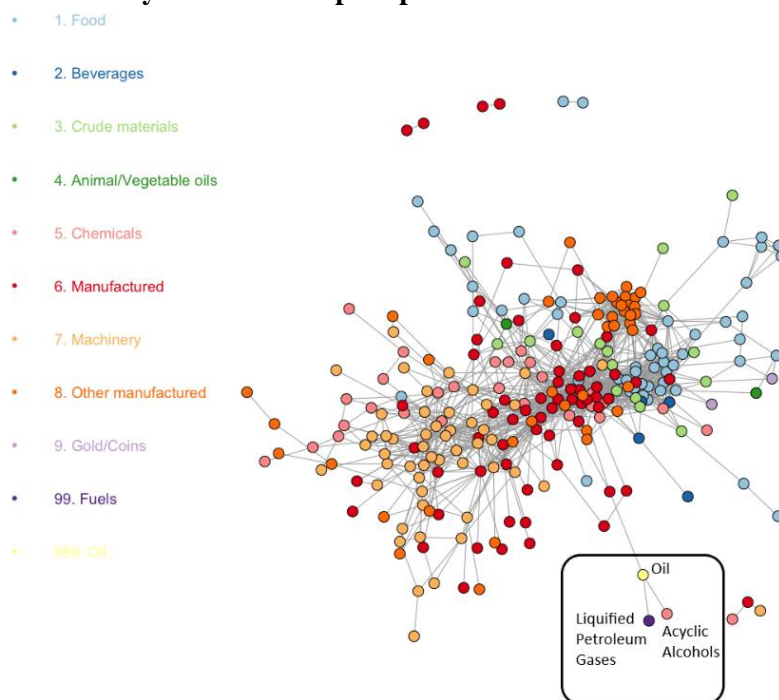 1. Food
2. Beverages
3. Crude materials
4. Animal/Vegetable oils
5. Chemicals
6. Manufactured
7. Machinery
8. Other manufactured
9. Gold/Coins
99. Fuels
999. Oil
Oil
Liquified
Petroleum
Gases
Acyclic
Alcohols